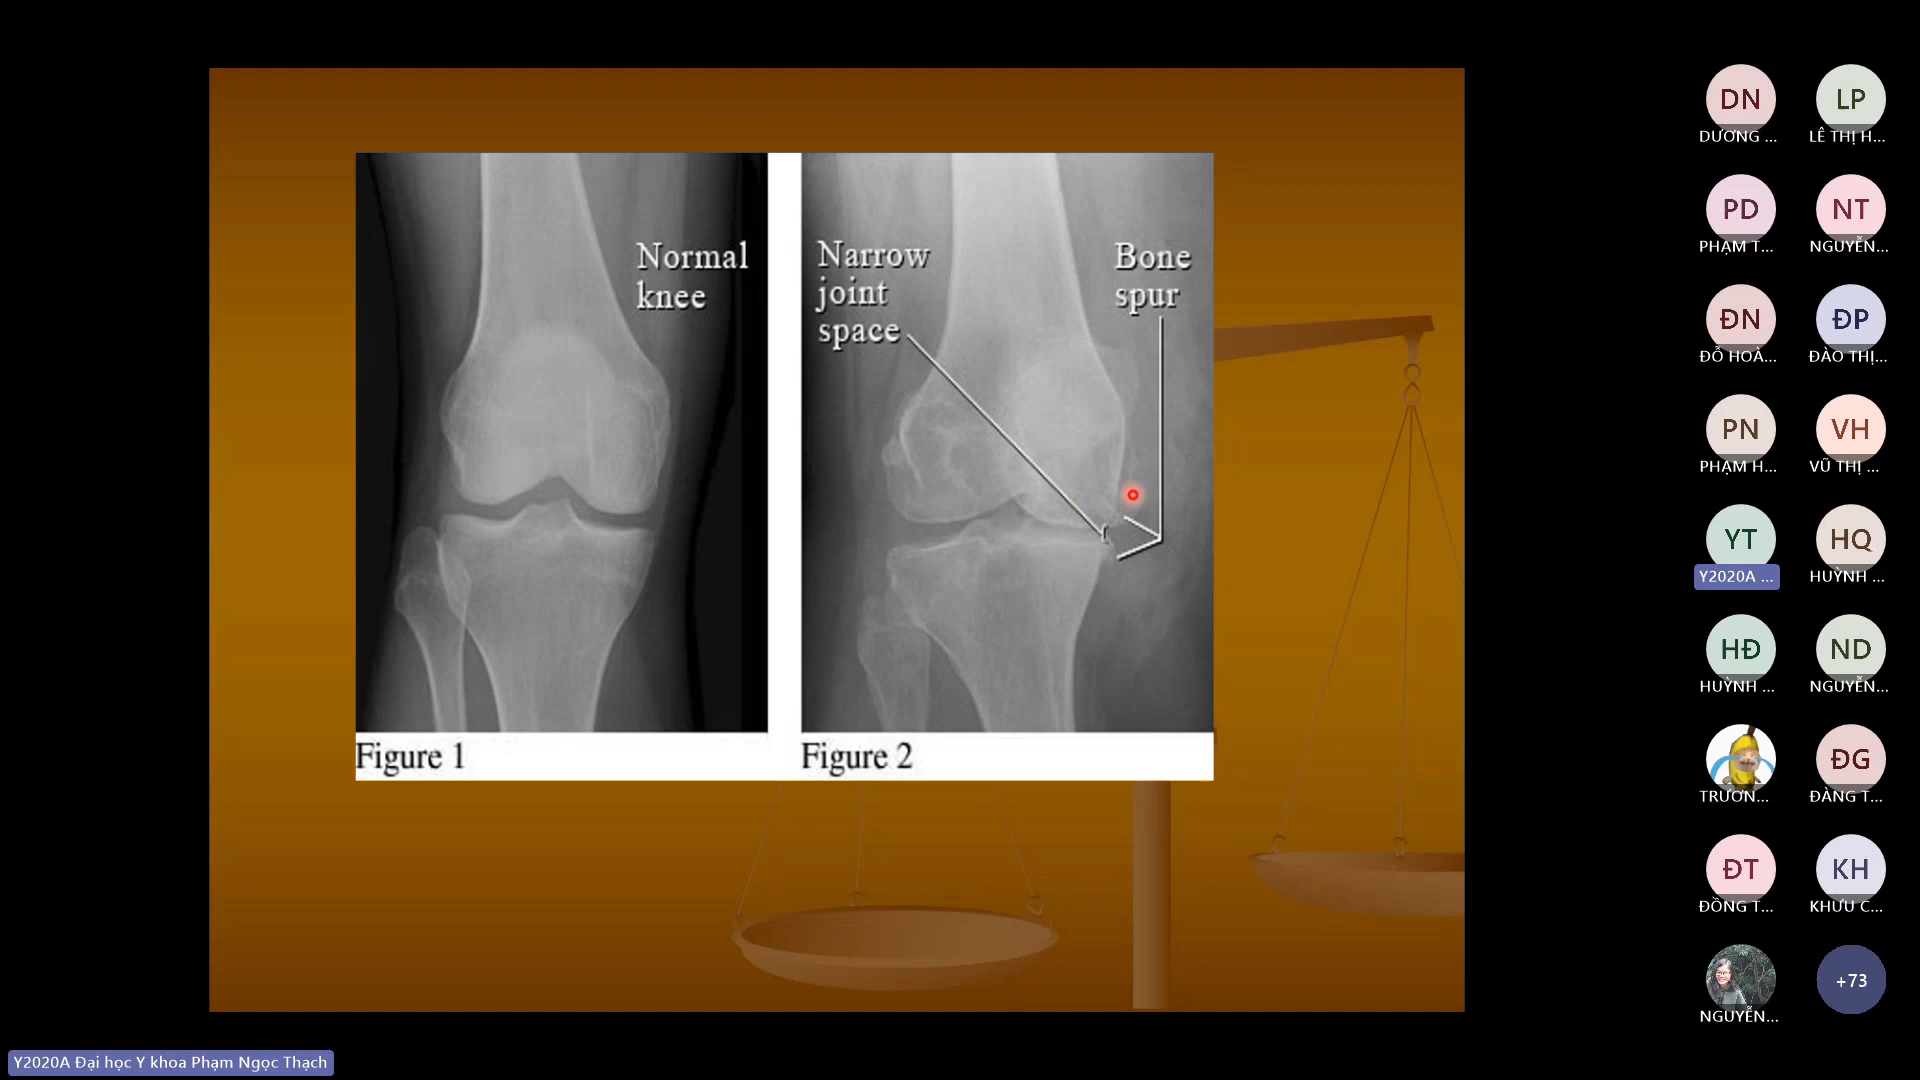 Normal
knee
Narrow
joint
space
Bone
spur
Figure 1
Figure 2
DN
DƯƠNG ...
LP
LÊ THỊ H...
PD
PHẠM T...
NT
NGUYỄN...
ĐN
ĐỖ HOÀ...
ĐP
ĐÀO THỊ...
PN
PHẠM H...
VH
VŨ THỊ ...
YT
Y2020A ...
HQ
HUỲNH ...
HĐ
HUỲNH ...
ND
NGUYỄN...
TRƯƠN...
ĐG
ĐÀNG T...
ĐT
ĐỒNG T...
KH
KHƯU C...
NGUYỄN...
+73
Y2020A Đại học Y khoa Phạm Ngọc Thạch